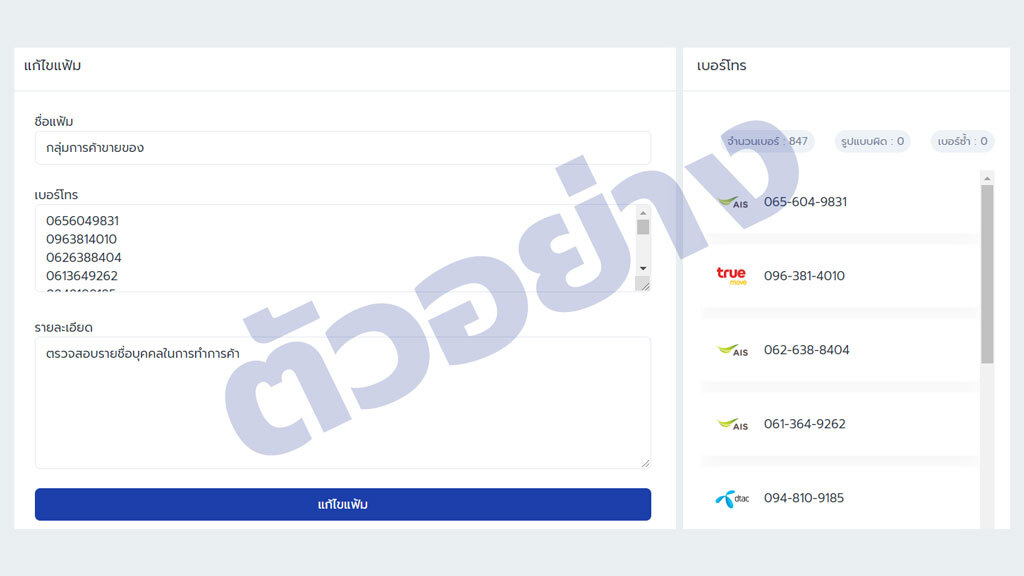 แก้ไขแฟ้ม
ชื่อแฟ้ม
กลุ่มการค้าขายของ
เบอร์โทร
0656049831
0963814010
0626388404
0613649262
รายละเอียด
ตรวจสอบรายชื่อบุคคลในการทำการค้า
แก้ไขแฟ้ม
เบอร์โทร
จำนวนเบอร์ : 847 รูปแบบผิด : 0 เบอร์ซ้ำ : 0
AIS 065-604-9831
true move 096-381-4010
AIS 062-638-8404
AIS 061-364-9262
dtac 094-810-9185
ตัวอย่าง